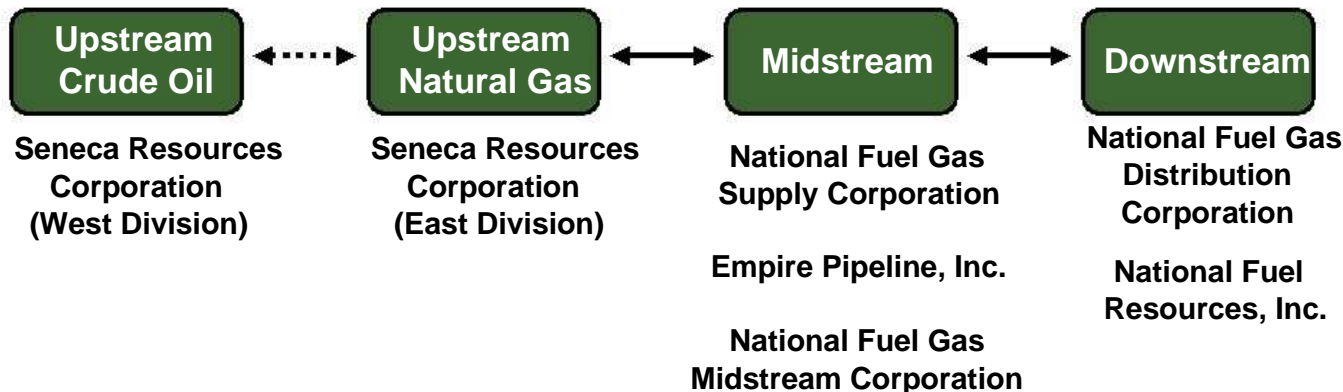 Upstream
Crude Oil
Upstream
Natural Gas
Midstream
Downstream
Seneca Resources
Corporation
(West Division)
Seneca Resources
Corporation
(East Division)
National Fuel Gas
Supply Corporation
Empire Pipeline, Inc.
National Fuel Gas
Midstream Corporation
National Fuel Gas
Distribution
Corporation
National Fuel
Resources, Inc.